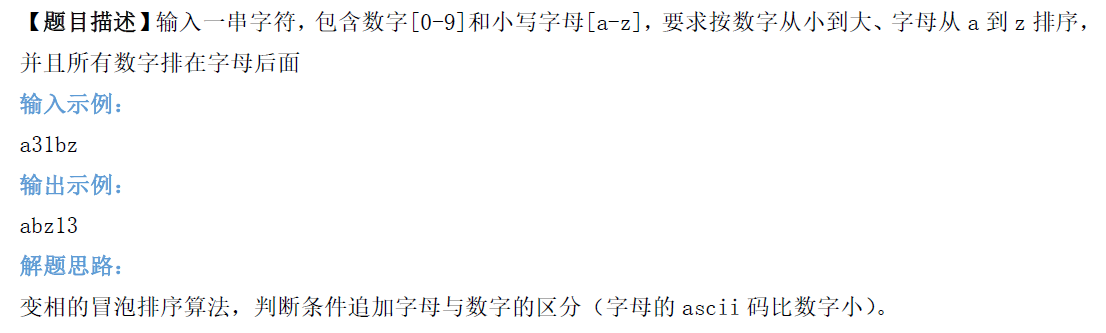 【题目描述】输入一串字符，包含数字[0-9]和小写字母[a-z]，要求按数字从小到大、字母从 a 到 z 排序，
并且所有数字排在字母后面
输入示例：
a31bz
输出示例：
abz13
解题思路：
变相的冒泡排序算法，判断条件追加字母与数字的区分（字母的 ascii 码比数字小）。